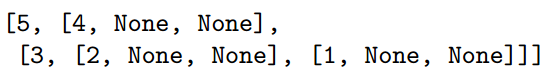 [5, [4, None, None],
[3, [2, None, None], [1, None, None]]]